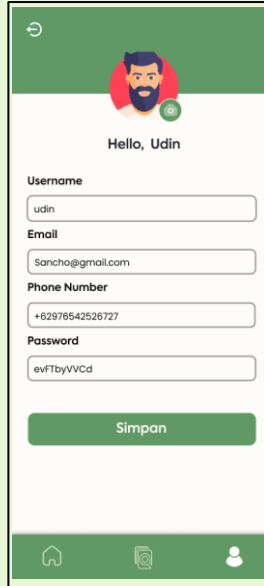 Hello, Udin
Username
udin
Email
Sancho@gmail.com
Phone Number
+62976542526727
Password
evFTbyVVCd
Simpan